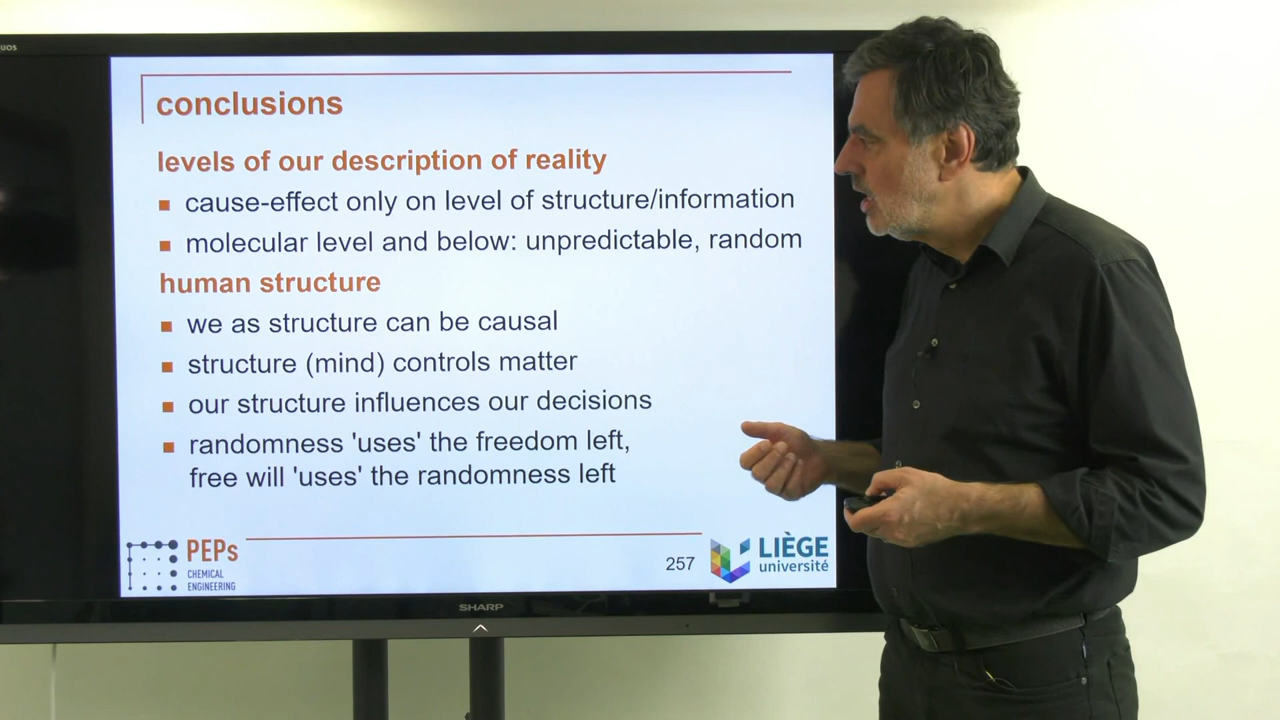 conclusions
levels of our description of reality
cause-effect only on level of structure/information
molecular level and below: unpredictable, random
human structure
we as structure can be causal
structure (mind) controls matter
our structure influences our decisions
randomness 'uses' the freedom left,
free will 'uses' the randomness left
PEPs
CHEMICAL
ENGINEERING
257
LIÈGE
université
SHARP